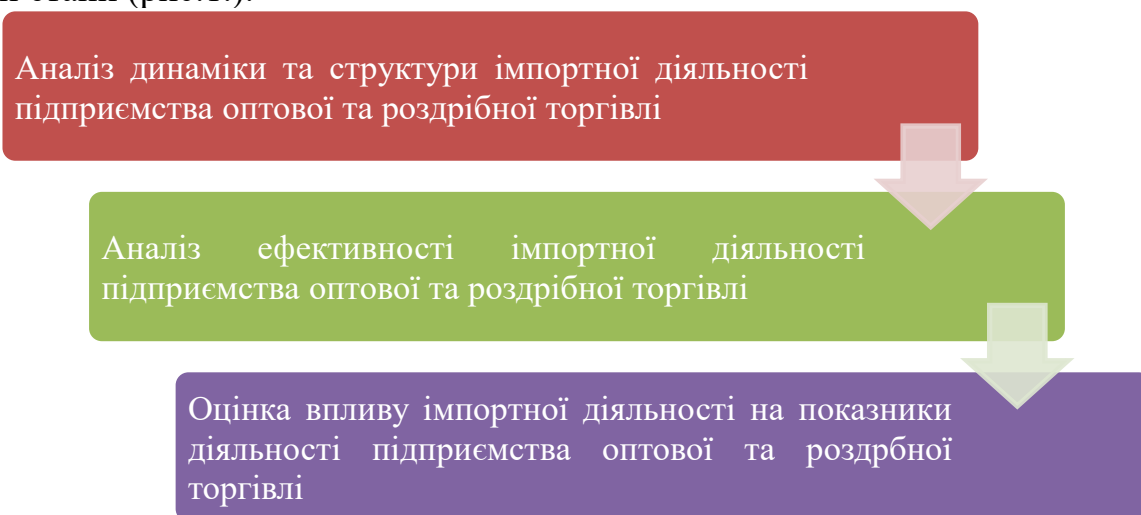 Аналіз динаміки та структури імпортної діяльності
підприємства оптової та роздрібної торгівлі
Аналіз ефективності імпортної діяльності
підприємства оптової та роздрібної торгівлі
Оцінка впливу імпортної діяльності на показники
діяльності підприємства оптової та роздрбної
торгівлі